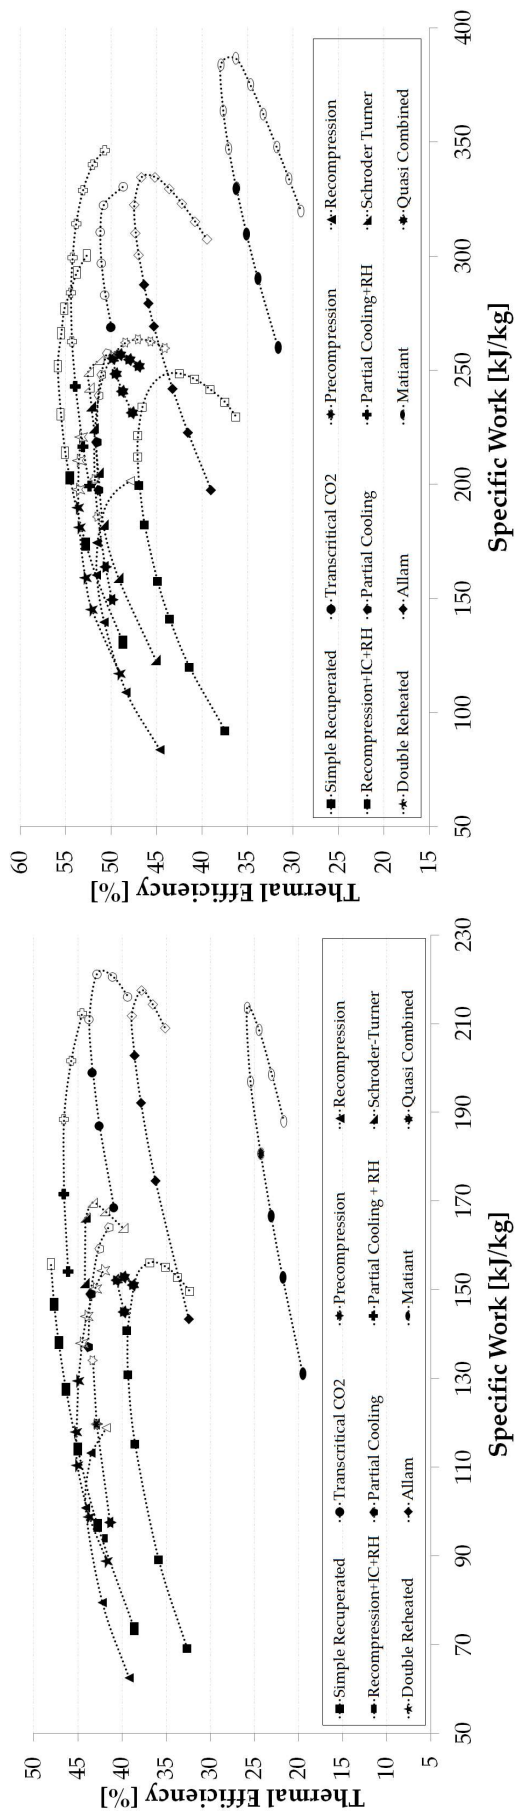 Thermal Efficiency [%]
50
45
40
35
30
25
20
15
10
5
Simple Recuperated
Transcritical CO2
Precompression
Recompression
Recompression+IC+RH
Partial Cooling
Partial Cooling + RH
Schroder-Turner
Double Reheated
Allam
Matiant
Quasi Combined
50 70 90 110 130 150 170 190 210 230
Specific Work [kJ/kg]
Thermal Efficiency [%]
60
55
50
45
40
35
30
25
20
15
Simple Recuperated
Transcritical CO2
Precompression
Recompression
Recompression+IC+RH
Partial Cooling
Partial Cooling+RH
Schroder Turner
Double Reheated
Allam
Matiant
Quasi Combined
50 100 150 200 250 300 350 400
Specific Work [kJ/kg]